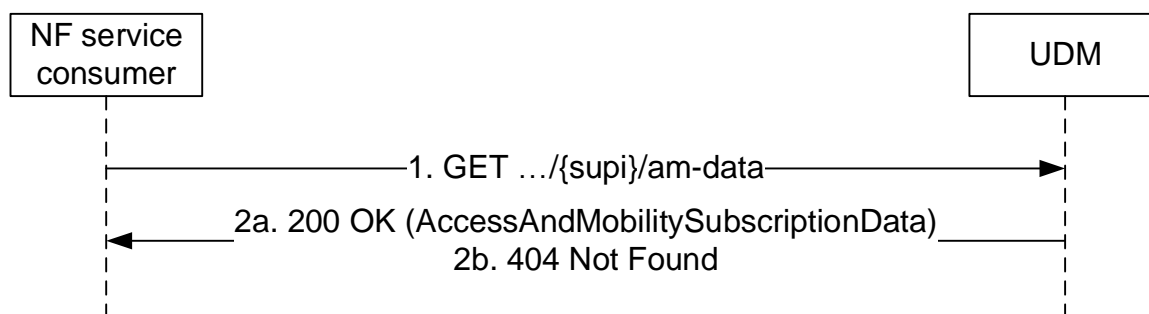 NF service
consumer
UDM
1. GET …/{supi}/am-data
2a. 200 OK (AccessAndMobilitySubscriptionData)
2b. 404 Not Found